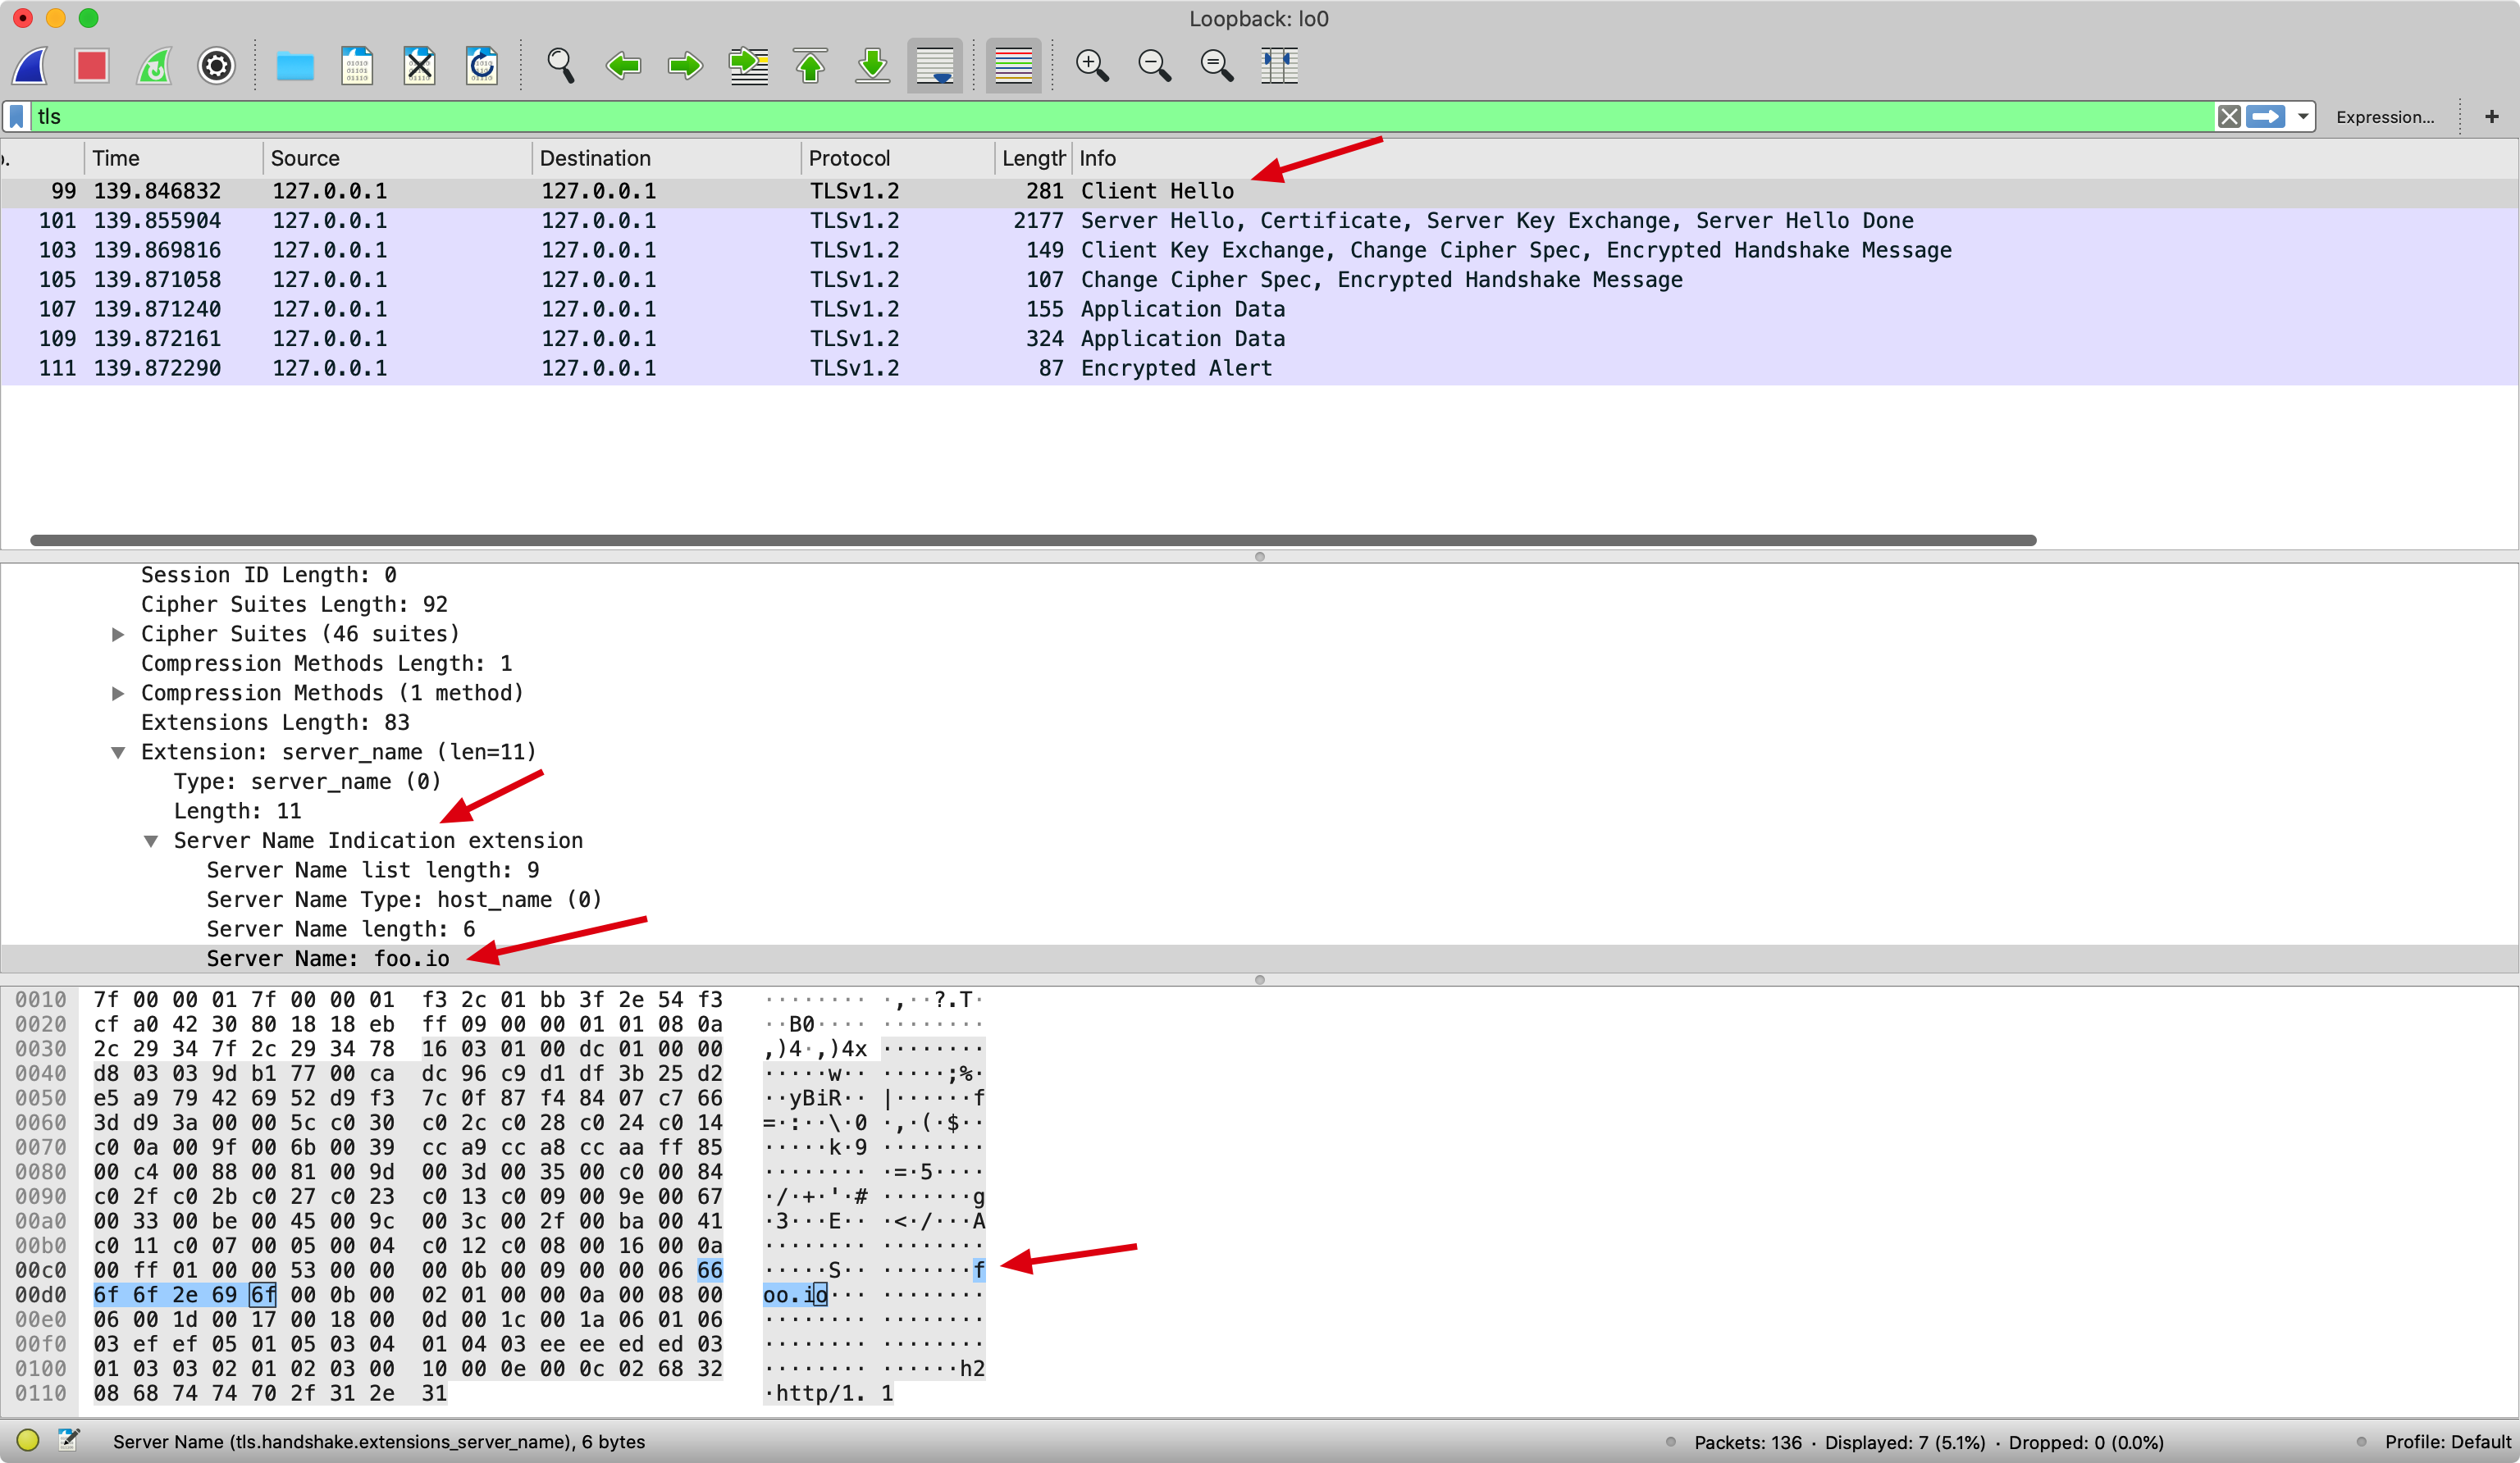 Loopback: lo0
tls
Expression...
+
Time Source Destination Protocol Length Info
99 139.846832 127.0.0.1 127.0.0.1 TLSv1.2 281 Client Hello
101 139.855904 127.0.0.1 127.0.0.1 TLSv1.2 2177 Server Hello, Certificate, Server Key Exchange, Server Hello Done
103 139.869816 127.0.0.1 127.0.0.1 TLSv1.2 149 Client Key Exchange, Change Cipher Spec, Encrypted Handshake Message
105 139.871058 127.0.0.1 127.0.0.1 TLSv1.2 107 Change Cipher Spec, Encrypted Handshake Message
107 139.871240 127.0.0.1 127.0.0.1 TLSv1.2 155 Application Data
109 139.872161 127.0.0.1 127.0.0.1 TLSv1.2 324 Application Data
111 139.872290 127.0.0.1 127.0.0.1 TLSv1.2 87 Encrypted Alert
Session ID Length: 0
Cipher Suites Length: 92
Cipher Suites (46 suites)
Compression Methods Length: 1
Compression Methods (1 method)
Extensions Length: 83
Extension: server_name (len=11)
Type: server_name (0)
Length: 11
Server Name Indication extension
Server Name list length: 9
Server Name Type: host_name (0)
Server Name length: 6
Server Name: foo.io
0010 7f 00 00 01 7f 00 00 01 f3 2c 01 bb 3f 2e 54 f3 ········ ·,··?.T·
0020 cf a0 42 30 80 18 18 eb ff 09 00 00 01 01 08 0a ··B0···· ········
0030 2c 29 34 7f 2c 29 34 78 16 03 01 00 dc 01 00 00 ,)4·,)4x ········
0040 d8 03 03 9d b1 77 00 ca dc 96 c9 d1 df 3b 25 d2 ·····w·· ·····;%·
0050 e5 a9 79 42 69 52 d9 f3 7c 0f 87 f4 84 07 c7 66 ··yBiR·· |······f
0060 3d d9 3a 00 00 5c c0 30 c0 2c c0 28 c0 24 c0 14 =·:··\·0 ·,·(·$··
0070 c0 0a 00 9f 00 6b 00 39 cc a9 cc a8 cc aa ff 85 ·····k·9 ········
0080 00 c4 00 88 00 81 00 9d 00 3d 00 35 00 c0 00 84 ········ ·=·5····
0090 c0 2f c0 2b c0 27 c0 23 c0 13 c0 09 00 9e 00 67 ·/·+·'·# ·······g
00a0 00 33 00 be 00 45 00 9c 00 3c 00 2f 00 ba 00 41 ·3···E·· ·<·/···A
00b0 c0 11 c0 07 00 05 00 04 c0 12 c0 08 00 16 00 0a ········ ········
00c0 00 ff 01 00 00 53 00 00 00 0b 00 09 00 00 06 66 ·····S·· ·······f
00d0 6f 6f 2e 69 6f 00 0b 00 02 01 00 00 0a 00 08 00 oo.io··· ········
00e0 06 00 1d 00 17 00 18 00 0d 00 1c 00 1a 06 01 06 ········ ········
00f0 03 ef ef 05 01 05 03 04 01 04 03 ee ee ed ed 03 ········ ········
0100 01 03 03 02 01 02 03 00 10 00 0e 00 0c 02 68 32 ········ ······h2
0110 08 68 74 74 70 2f 31 2e 31 ·http/1. 1
Server Name (tls.handshake.extensions_server_name), 6 bytes
Packets: 136 · Displayed: 7 (5.1%) · Dropped: 0 (0.0%)
Profile: Default